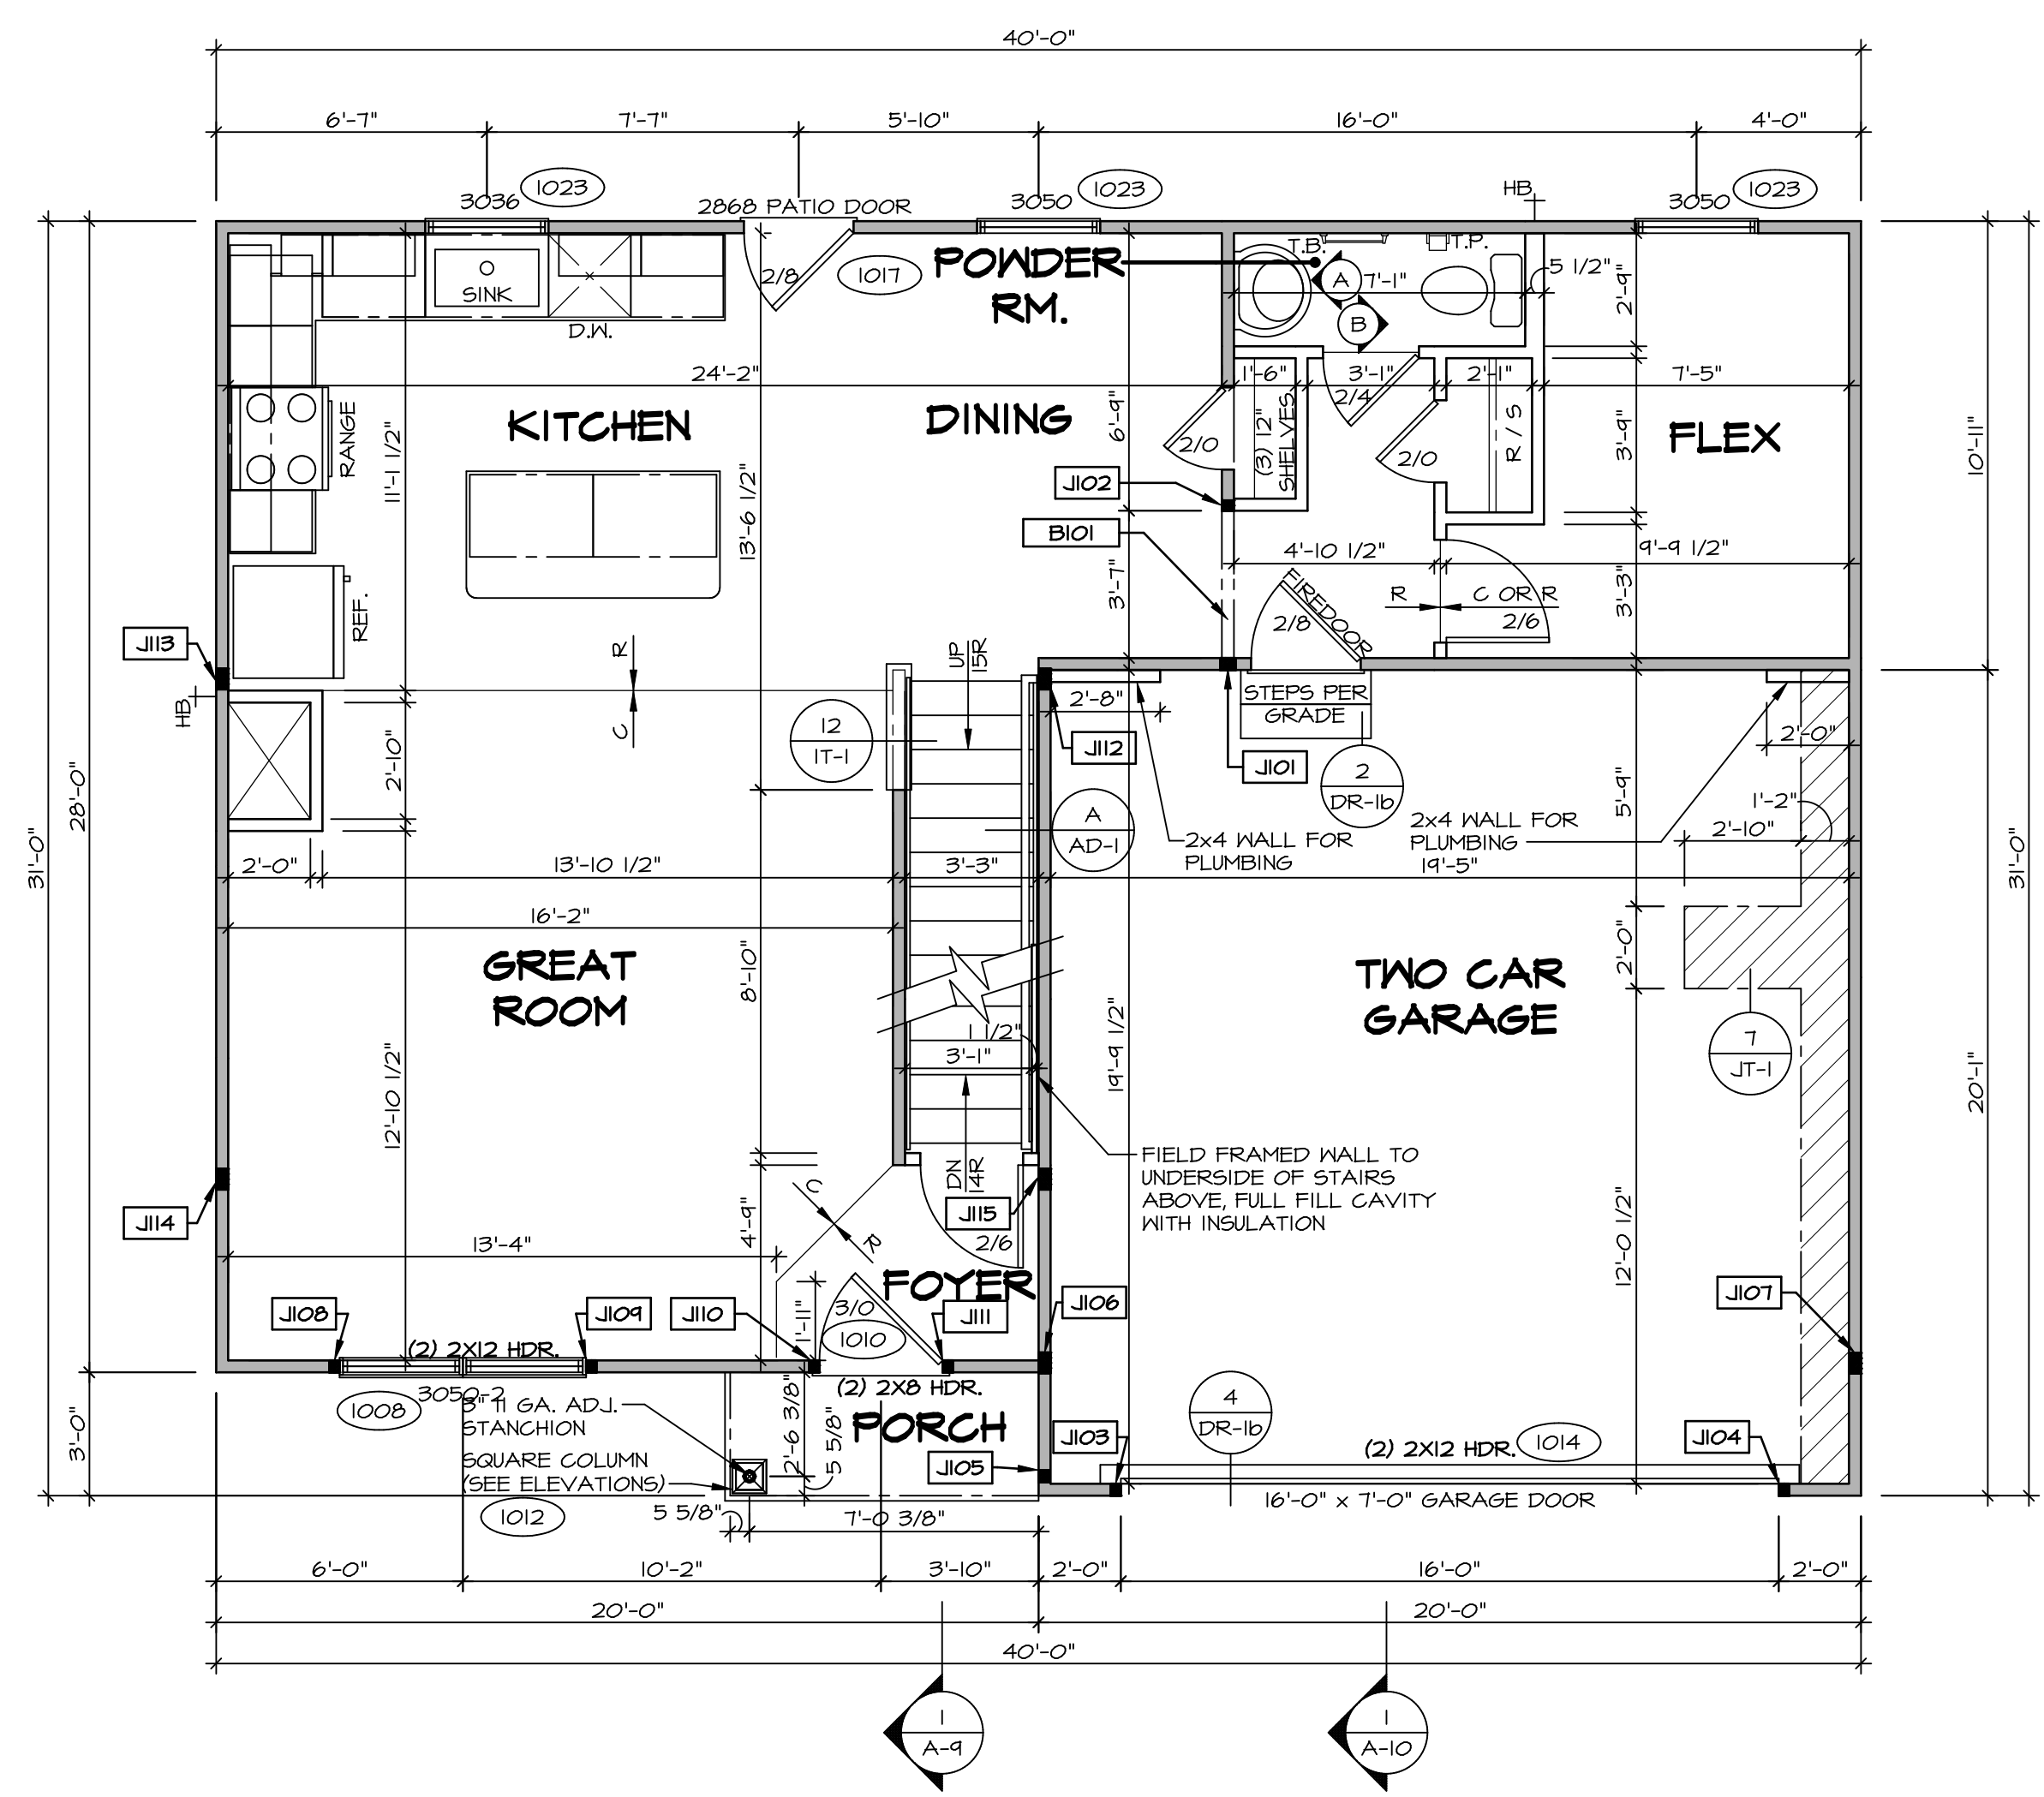 40'-0"
6'-7"
7'-7"
5'-10"
16'-0"
4'-0"
3036
1023
2868 PATIO DOOR
3050
1023
HB
3050
1023
2/8
1017
POWDER
RM.
T.B.
T.P.
A
7'-1"
B
5 1/2"
2'-9"
SINK
D.W.
24'-2"
1'-6"
3'-1"
2'-1"
7'-5"
2/4
RANGE
KITCHEN
DINING
FLEX
11'-1 1/2"
13'-6 1/2"
6'-9"
2/0
(3) 12"
SHELVES
2/0
R / S
3'-9"
10'-11"
J102
B101
3'-7"
4'-10 1/2"
9'-9 1/2"
3'-3"
REF.
FIREDOOR
2/8
R
C OR R
2/6
J113
HB
R
C
UP
15R
12
IT-1
2'-8"
STEPS PER
GRADE
J112
J101
2
DR-1b
2'-0"
2'-10"
28'-0"
31'-0"
A
AD-1
2x4 WALL FOR
PLUMBING
2x4 WALL FOR
PLUMBING
5'-9"
1'-2"
2'-10"
31'-0"
2'-0"
13'-10 1/2"
3'-3"
19'-5"
16'-2"
GREAT
ROOM
8'-10"
TWO CAR
GARAGE
2'-0"
1 1/2"
3'-1"
19'-9 1/2"
7
JT-1
20'-1"
12'-10 1/2"
DN
14R
FIELD FRAMED WALL TO
UNDERSIDE OF STAIRS
ABOVE, FULL FILL CAVITY
WITH INSULATION
J114
C
R
4'-9"
J115
2/6
12'-0 1/2"
13'-4"
FOYER
J108
J109
J110
1'-11"
3/0
1010
J111
J106
J107
(2) 2X12 HDR.
(2) 2X8 HDR.
3050-2
1008
3" 11 GA. ADJ.
STANCHION
2'-6 3/8"
5 5/8"
PORCH
3'-0"
SQUARE COLUMN
(SEE ELEVATIONS)
J105
J103
4
DR-1b
(2) 2X12 HDR.
1014
J104
1012
5 5/8"
7'-0 3/8"
16'-0" x 7'-0" GARAGE DOOR
6'-0"
10'-2"
3'-10"
2'-0"
16'-0"
2'-0"
20'-0"
20'-0"
40'-0"
1
A-9
1
A-10